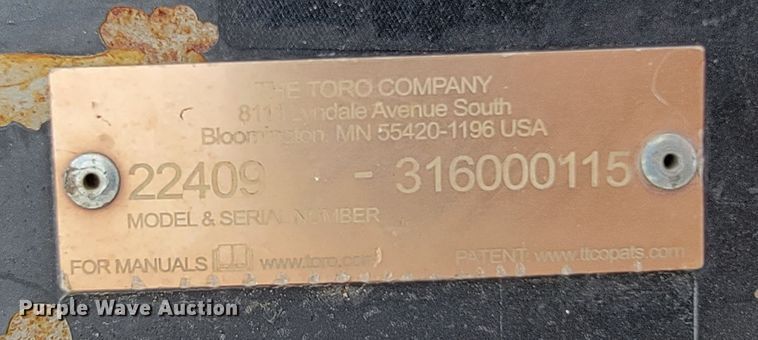 THE TORO COMPANY
8111 Lyndale Avenue South
Bloomington, MN 55420-1196 USA
22409 - 316000115
MODEL & SERIAL NUMBER
FOR MANUALS www.toro.com PATENT: www.ttcopats.com
Purple Wave Auction